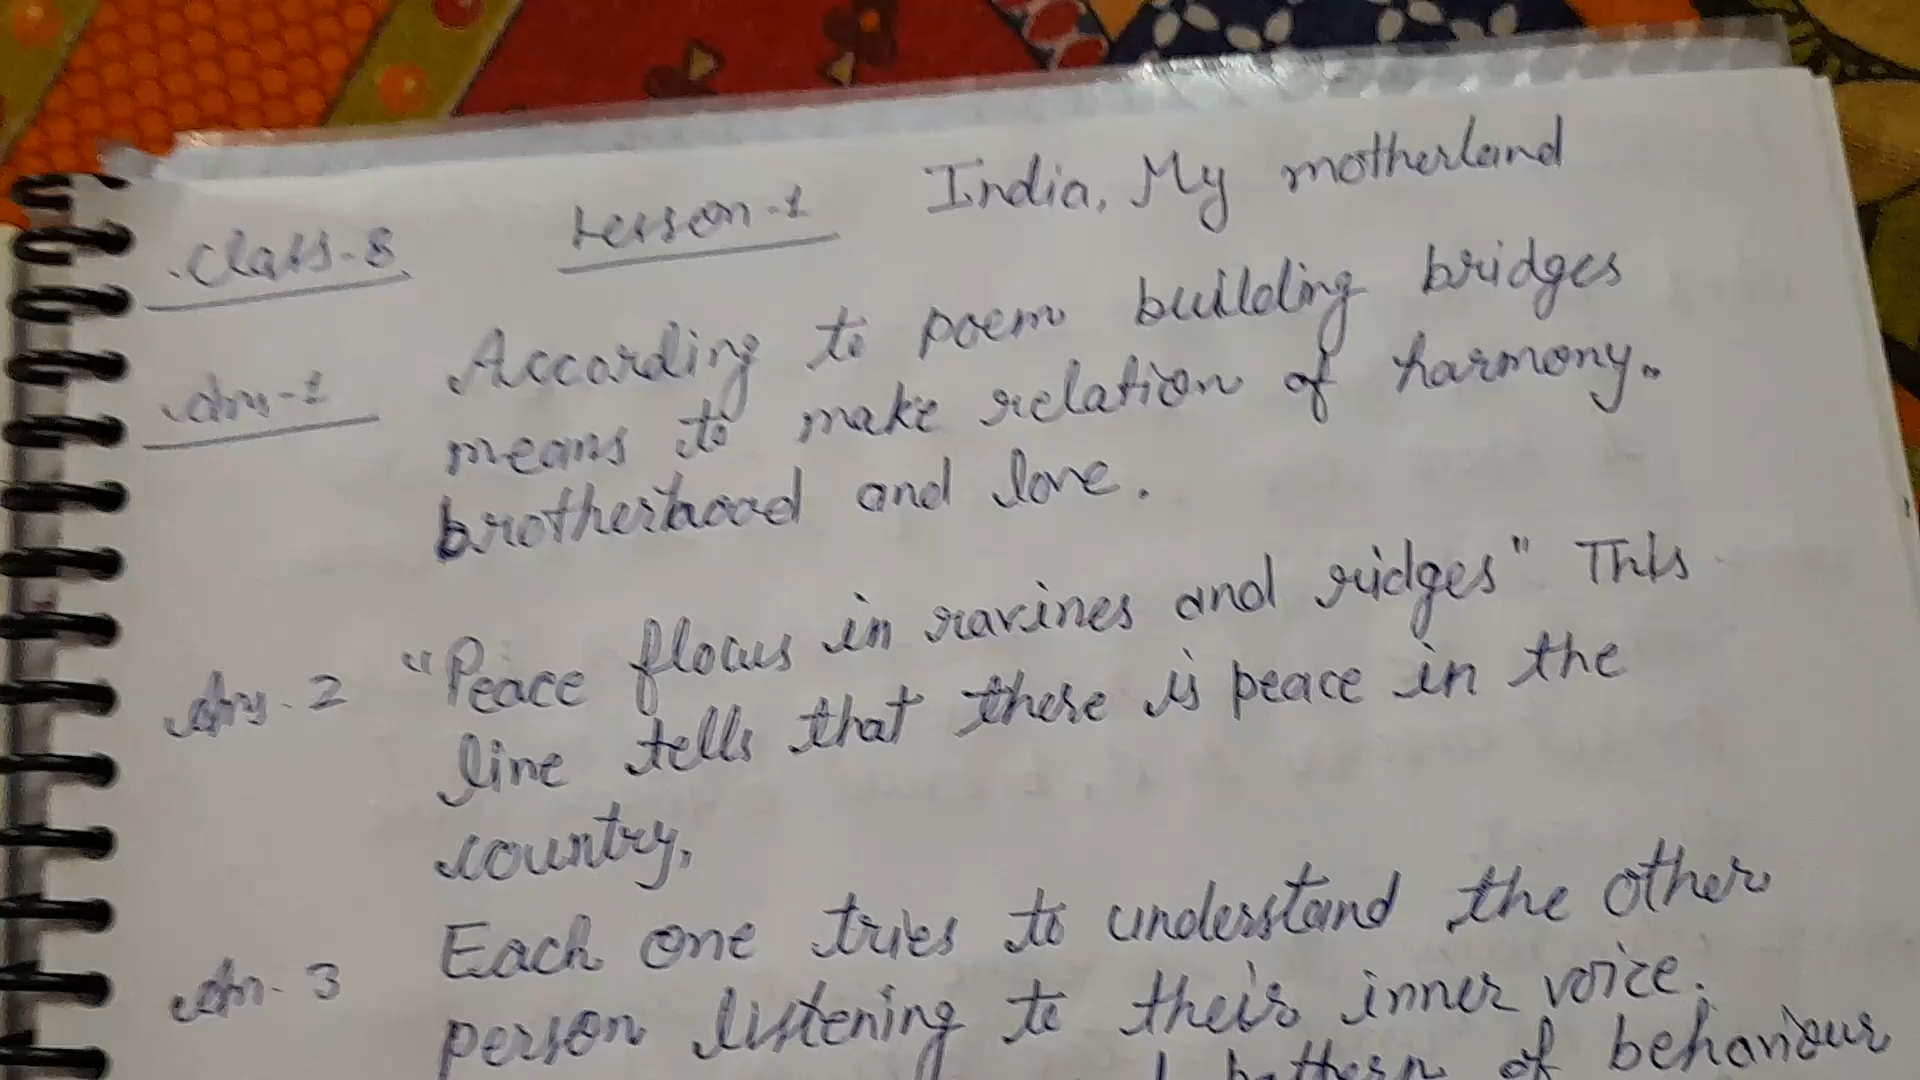 Class-8 Lesson-1 India, My motherland
Ans-1 According to poem building bridges
means to make relation of harmony.
brotherhood and love.
Ans-2 "Peace flows in ravines and ridges" This
line tells that there is peace in the
country.
An-3 Each one tries to understand the other
person listening to their inner voice.
pattern of behaviour